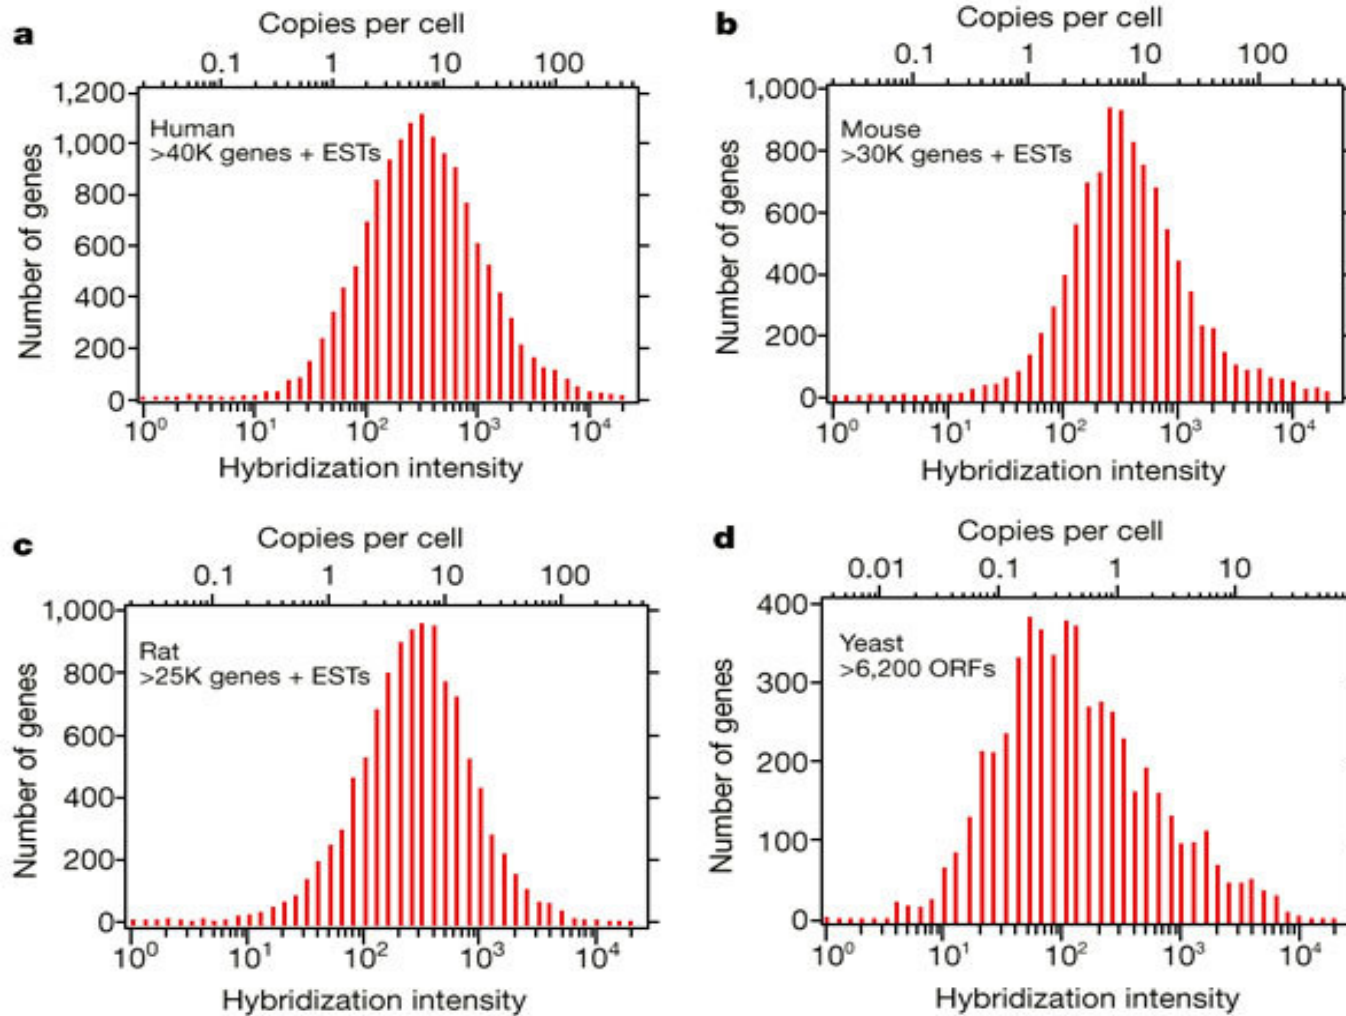 a
Copies per cell
0.1 1 10 100
1,200
1,000
800
600
400
200
0
Number of genes
Human
>40K genes + ESTs
10⁰ 10¹ 10² 10³ 10⁴
Hybridization intensity
b
Copies per cell
0.1 1 10 100
1,000
800
600
400
200
0
Number of genes
Mouse
>30K genes + ESTs
10⁰ 10¹ 10² 10³ 10⁴
Hybridization intensity
c
Copies per cell
0.1 1 10 100
1,000
800
600
400
200
0
Number of genes
Rat
>25K genes + ESTs
10⁰ 10¹ 10² 10³ 10⁴
Hybridization intensity
d
Copies per cell
0.01 0.1 1 10
400
300
200
100
0
Number of genes
Yeast
>6,200 ORFs
10⁰ 10¹ 10² 10³ 10⁴
Hybridization intensity